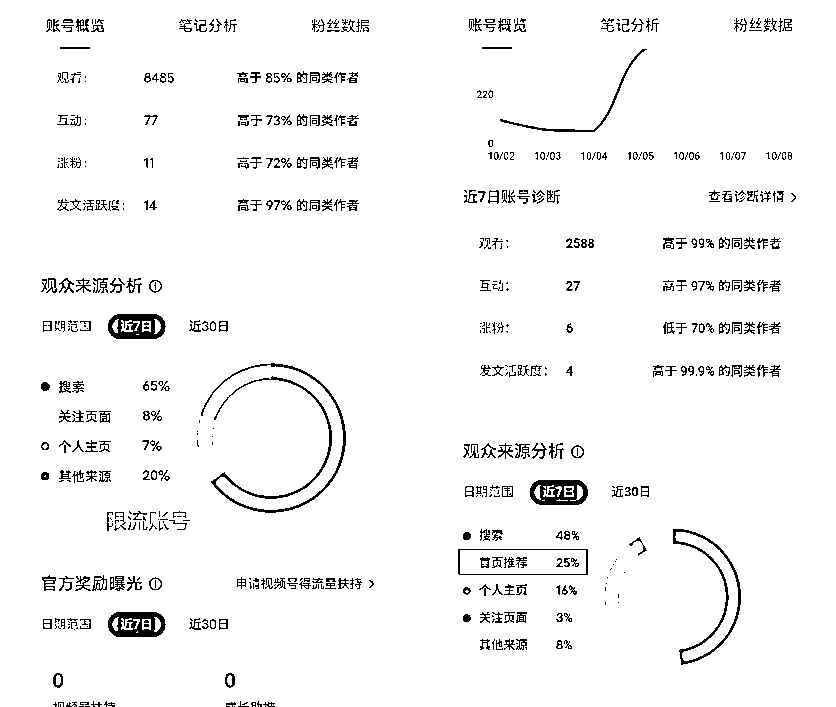 账号概览 笔记分析 粉丝数据
观看： 8485 高于 85% 的同类作者
互动： 77 高于 73% 的同类作者
涨粉： 11 高于 72% 的同类作者
发文活跃度： 14 高于 97% 的同类作者
观众来源分析
日期范围 近7日 近30日
搜索 65%
关注页面 8%
个人主页 7%
其他来源 20%
限流账号
官方奖励曝光 申请视频号得流量扶持 >
日期范围 近7日 近30日
0 0
视频号扶持 成长助推
账号概览 笔记分析 粉丝数据
220
0
10/02 10/03 10/04 10/05 10/06 10/07 10/08
近7日账号诊断 查看诊断详情 >
观看： 2588 高于 99% 的同类作者
互动： 27 高于 97% 的同类作者
涨粉： 6 低于 70% 的同类作者
发文活跃度： 4 高于 99.9% 的同类作者
观众来源分析
日期范围 近7日 近30日
搜索 48%
首页推荐 25%
个人主页 16%
关注页面 3%
其他来源 8%